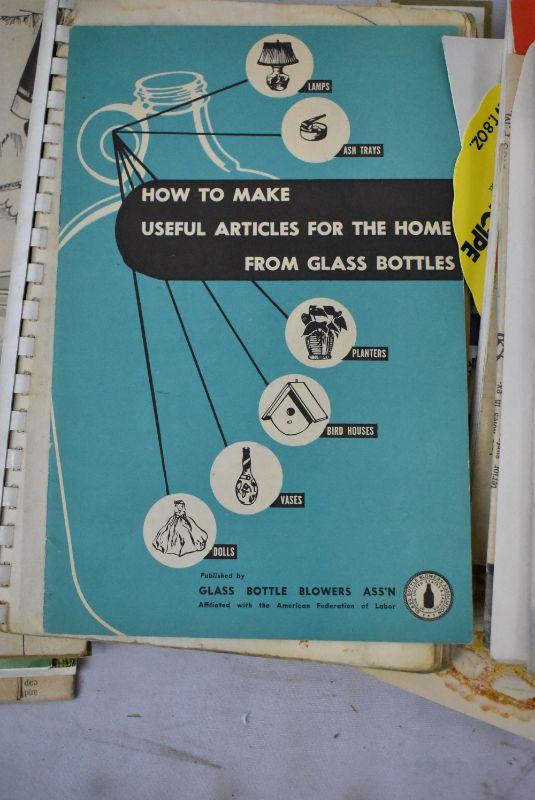 LAMPS
ASH TRAYS
HOW TO MAKE
USEFUL ARTICLES FOR THE HOME
FROM GLASS BOTTLES
PLANTERS
BIRD HOUSES
VASES
DOLLS
Published by
GLASS BOTTLE BLOWERS ASS'N
Affiliated with the American Federation of Labor